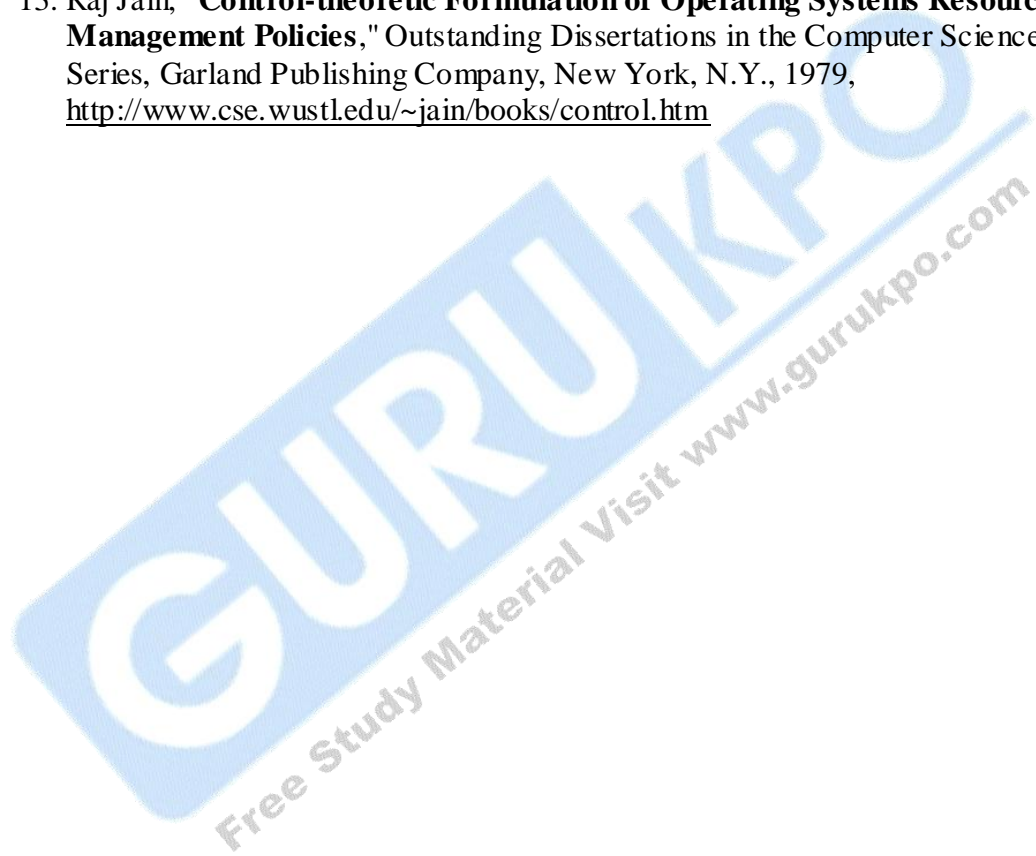 13. Raj Jain, "Control-theoretic Formulation of Operating Systems
Management Policies," Outstanding Dissertations in the Computer Science
Series, Garland Publishing Company, New York, N.Y., 1979,
http://www.cse.wustl.edu/~jain/books/control.htm
GURUKPO
Free Study Material Visit www.gurukpo.com